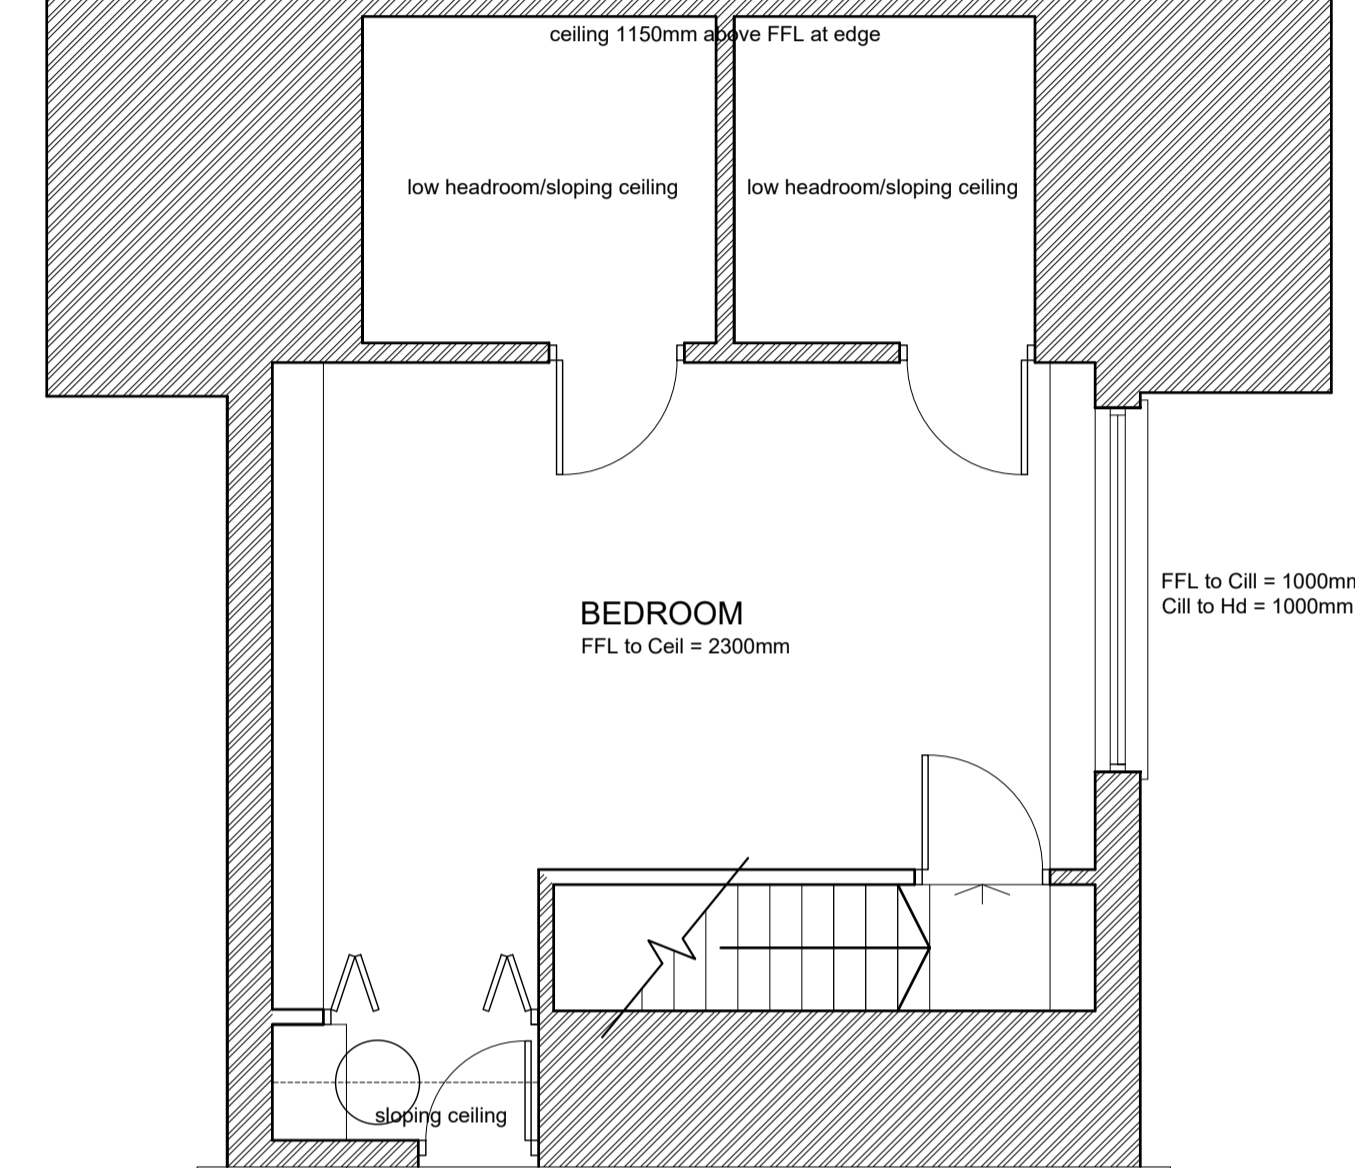 ceiling 1150mm above FFL at edge
low headroom/sloping ceiling
low headroom/sloping ceiling
FFL to Cill = 1000mm
Cill to Hd = 1000mm
BEDROOM
FFL to Ceil = 2300mm
sloping ceiling